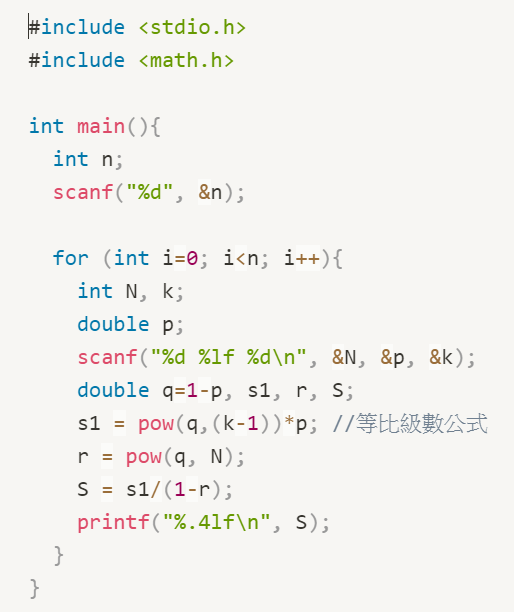 #include <stdio.h>
#include <math.h>

int main(){
  int n;
  scanf("%d", &n);

  for (int i=0; i<n; i++){
    int N, k;
    double p;
    scanf("%d %lf %d\n", &N, &p, &k);
    double q=1-p, s1, r, S;
    s1 = pow(q,(k-1))*p; //等比級數公式
    r = pow(q, N);
    S = s1/(1-r);
    printf("%.4lf\n", S);
  }
}